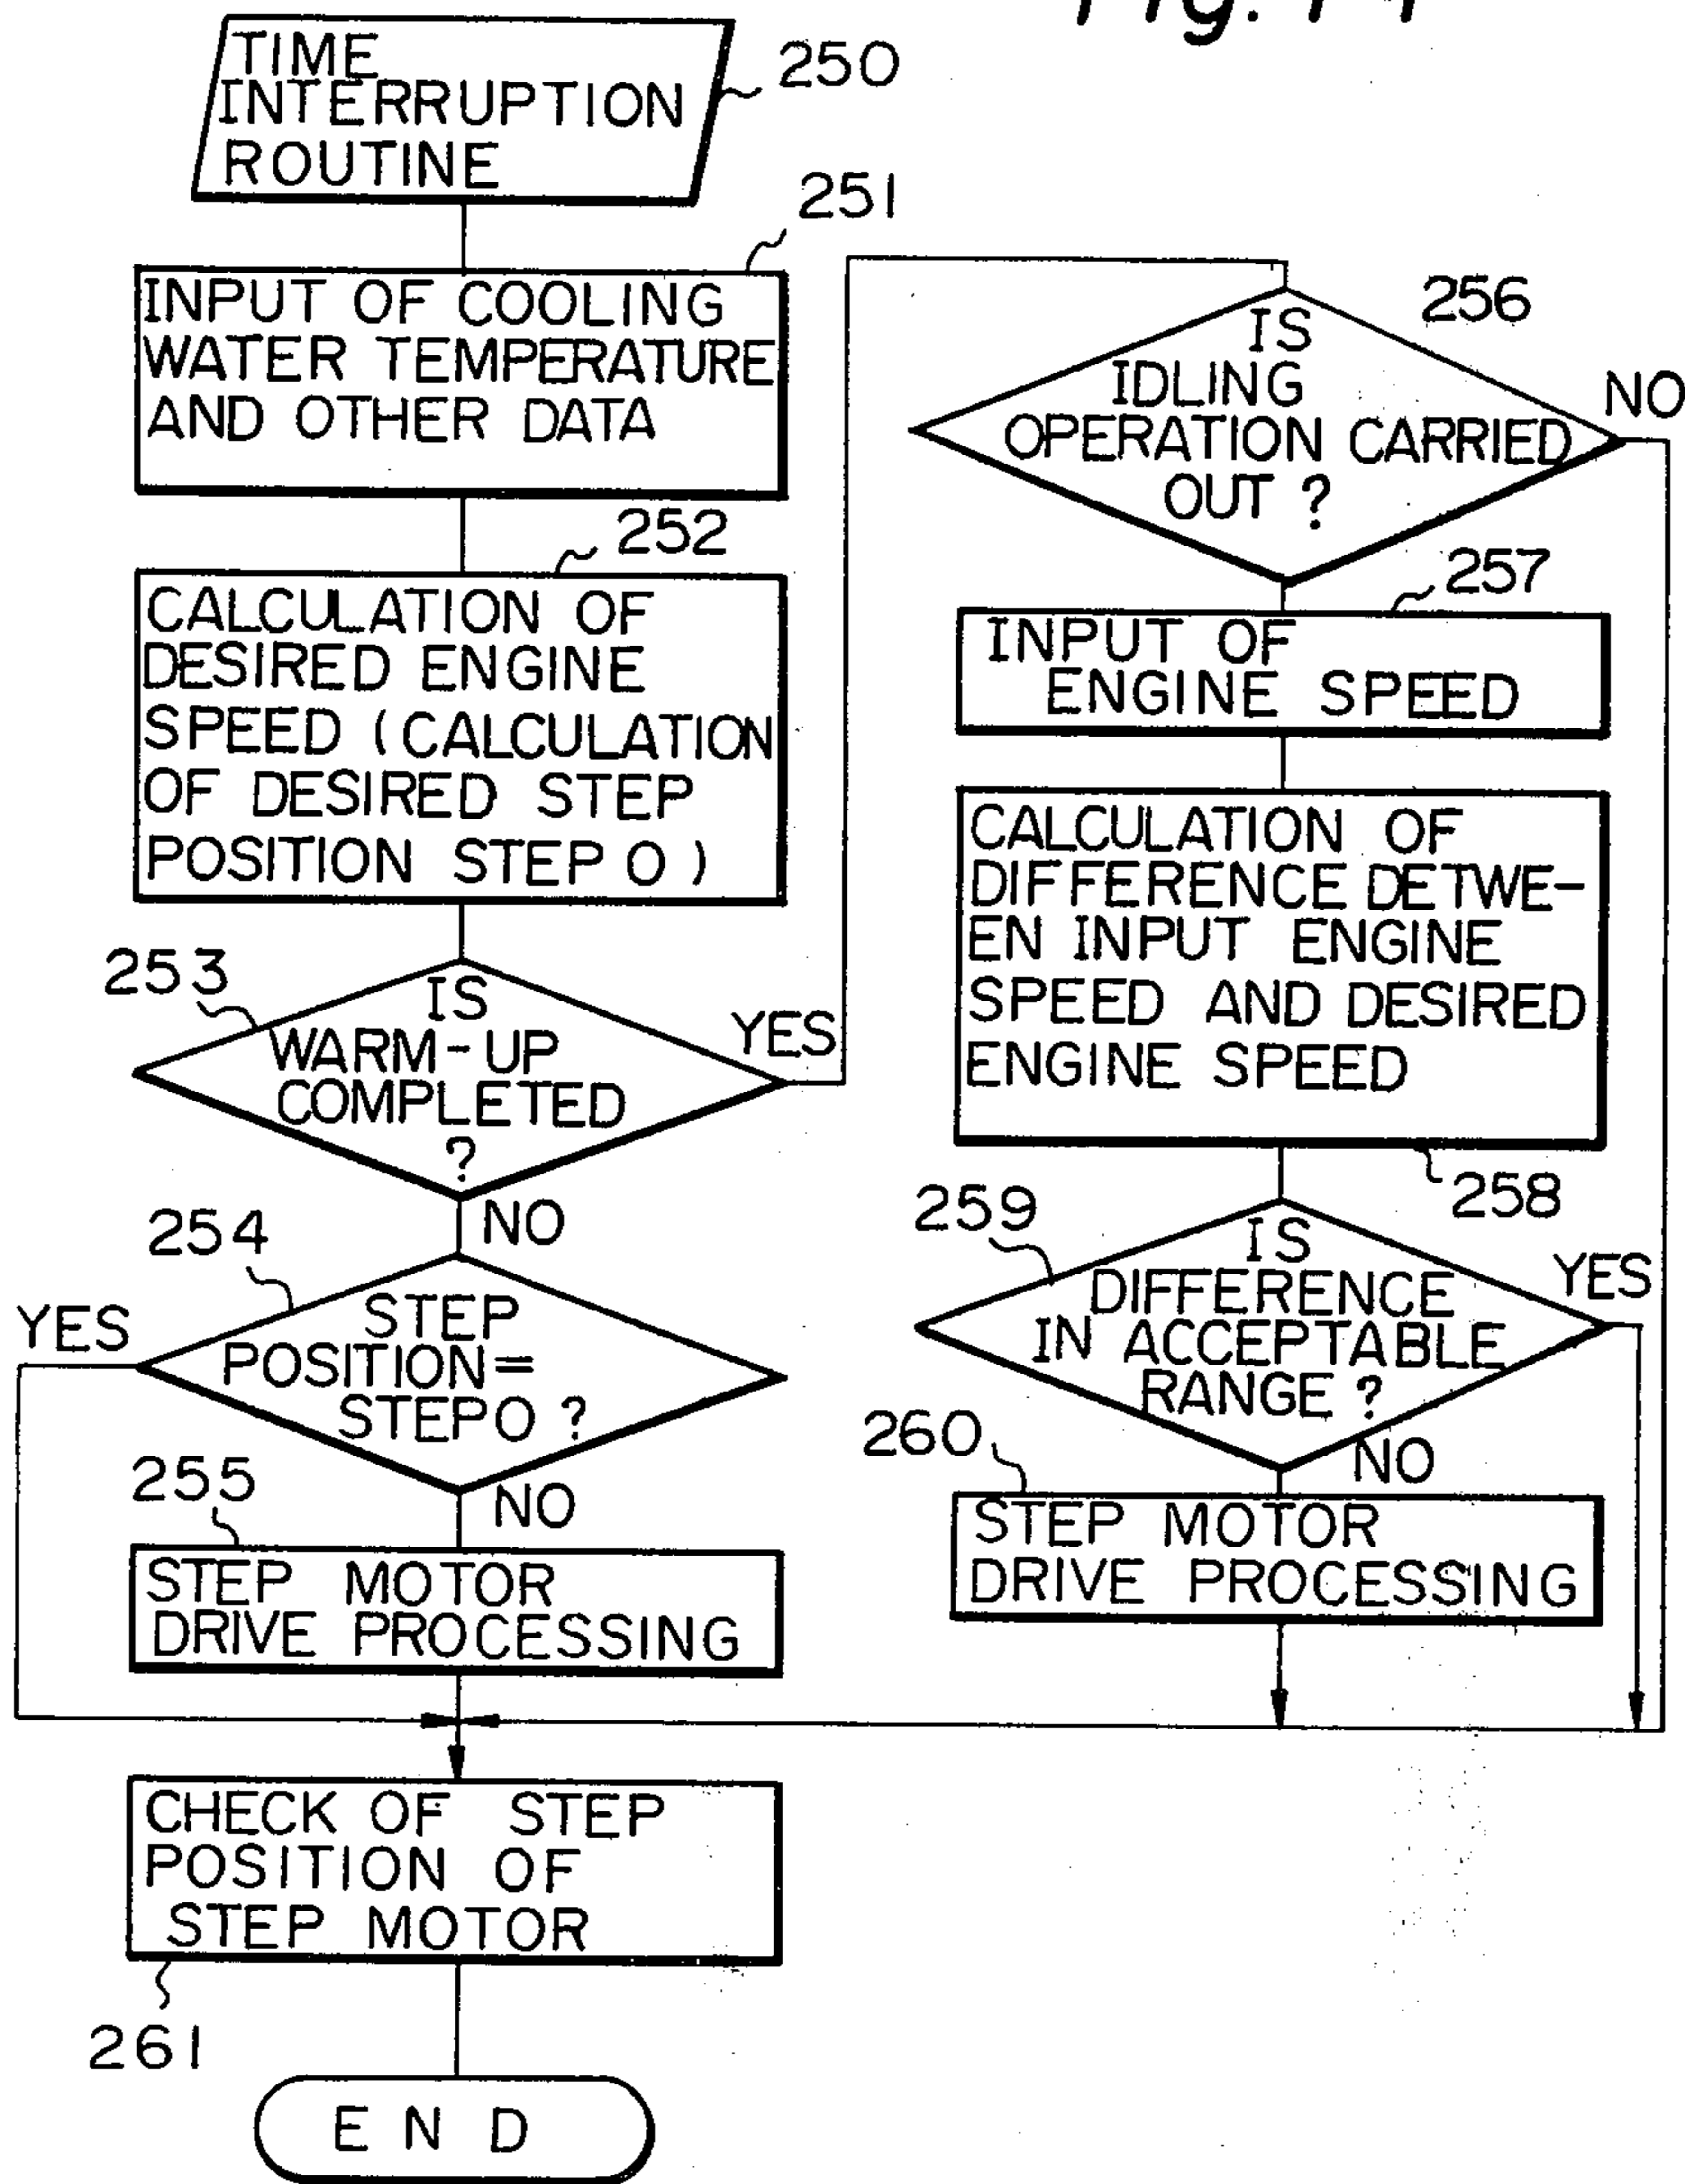 Fig. 14
TIME
INTERRUPTION
ROUTINE
250
251
INPUT OF COOLING
WATER TEMPERATURE
AND OTHER DATA
252
CALCULATION OF
DESIRED ENGINE
SPEED (CALCULATION
OF DESIRED STEP
POSITION STEP O)
253
IS
WARM-UP
COMPLETED
?
YES
NO
254
STEP
POSITION=
STEPO ?
YES
NO
255
STEP MOTOR
DRIVE PROCESSING
256
IS
IDLING
OPERATION CARRIED
OUT ?
NO
257
INPUT OF
ENGINE SPEED
CALCULATION OF
DIFFERENCE DETWE-
EN INPUT ENGINE
SPEED AND DESIRED
ENGINE SPEED
258
259
IS
DIFFERENCE
IN ACCEPTABLE
RANGE ?
YES
NO
260
STEP MOTOR
DRIVE PROCESSING
CHECK OF STEP
POSITION OF
STEP MOTOR
261
END